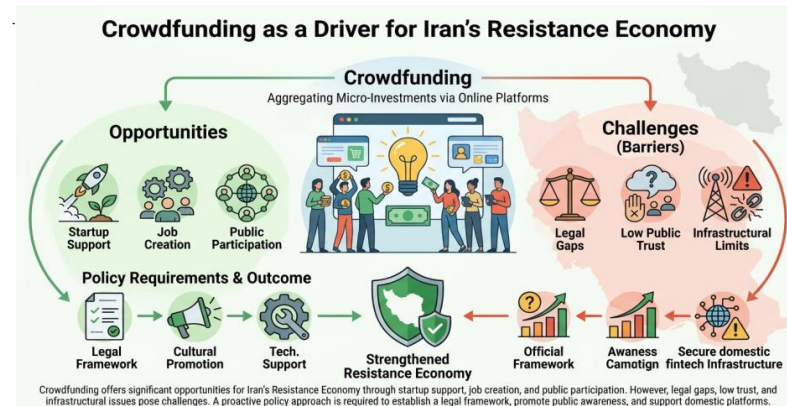 Crowdfunding as a Driver for Iran's Resistance Economy
Crowdfunding
Aggregating Micro-Investments via Online Platforms
Opportunities
Startup
Support
Job
Creation
Public
Participation
Challenges
(Barriers)
Legal
Gaps
Low Public
Trust
Infrastructural
Limits
Policy Requirements & Outcome
Legal
Framework
Cultural
Promotion
Tech.
Support
Strengthened
Resistance Economy
Official
Framework
Awaness
Camotign
Secure domestic
fintech Infrastructure
Crowdfunding offers significant opportunities for Iran's Resistance Economy through startup support, job creation, and public participation. However, legal gaps, low trust, and
infrastructural issues pose challenges. A proactive policy approach is required to establish a legal framework, promote public awareness, and support domestic platforms.